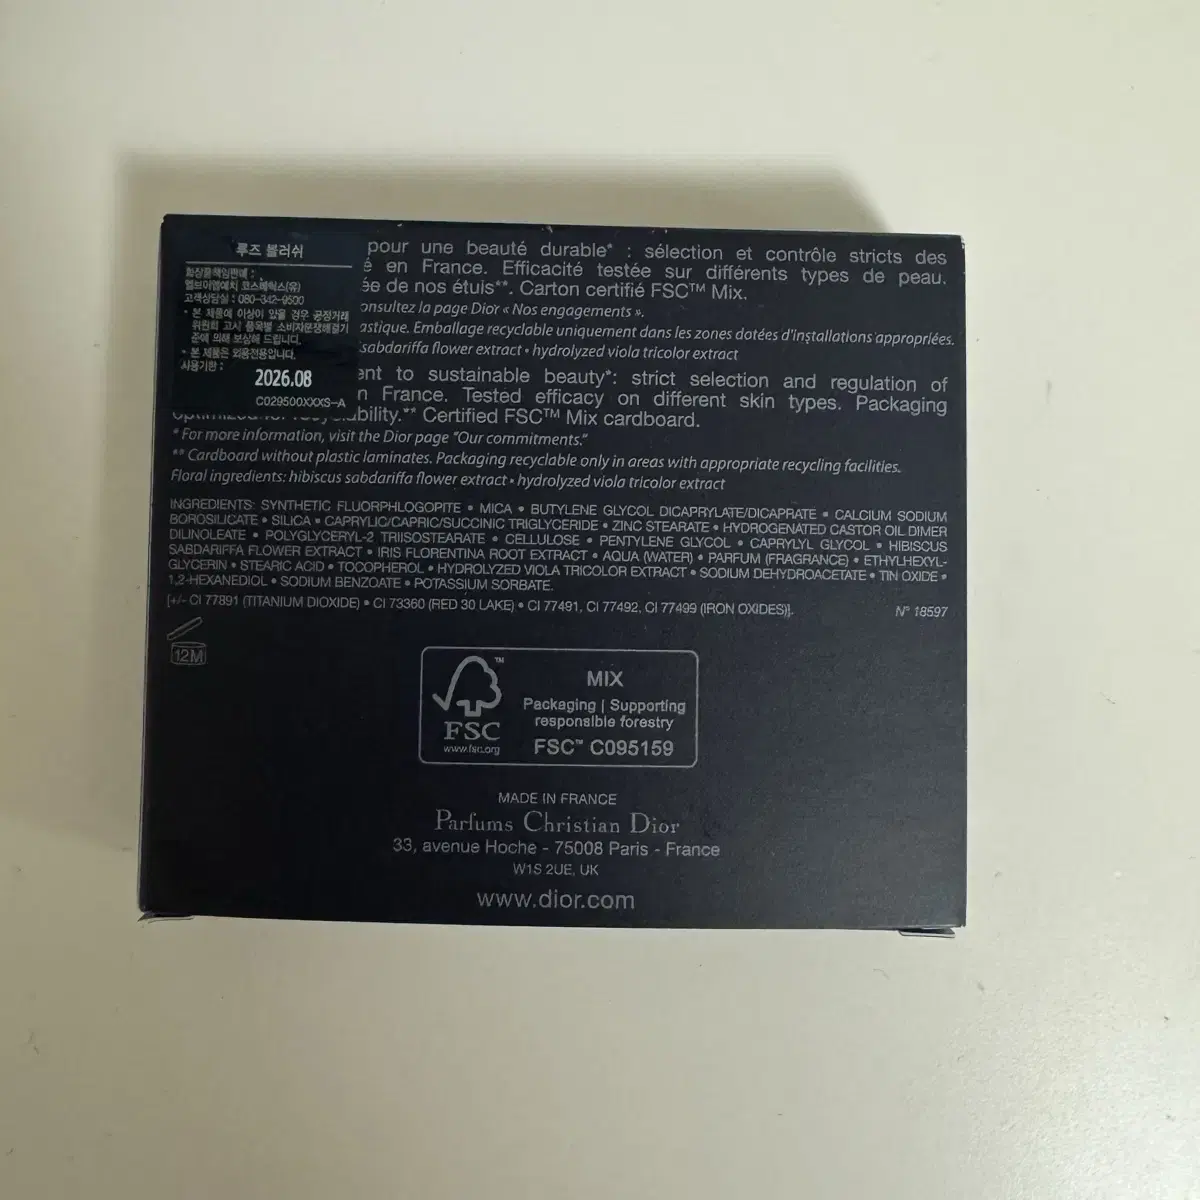 루즈 블러쉬
화장품책임판매 :
엘브이엠에치 코스메틱스(유)
고객상담실 : 080-342-9500
• 본 제품에 이상이 있을 경우 공정거래
위원회 고시 품목별 소비자분쟁해결기
준에 의해 보상해 드립니다.
• 본 제품은 외용전용입니다.
사용기한 :
2026.08
C029500XXXS-A
pour une beauté durable* : sélection et contrôle stricts des
é en France. Efficacité testée sur différents types de peau.
ée de nos étuis**. Carton certifié FSC™ Mix.
onsultez la page Dior « Nos engagements ».
astique. Emballage recyclable uniquement dans les zones dotées d'installations appropriées.
sabdariffa flower extract • hydrolyzed viola tricolor extract
ent to sustainable beauty*: strict selection and regulation of
n France. Tested efficacy on different skin types. Packaging
optimized for recyclability.** Certified FSC™ Mix cardboard.
* For more information, visit the Dior page "Our commitments."
** Cardboard without plastic laminates. Packaging recyclable only in areas with appropriate recycling facilities.
Floral ingredients: hibiscus sabdariffa flower extract • hydrolyzed viola tricolor extract
INGREDIENTS: SYNTHETIC FLUORPHLOGOPITE • MICA • BUTYLENE GLYCOL DICAPRYLATE/DICAPRATE • CALCIUM SODIUM
BOROSILICATE • SILICA • CAPRYLIC/CAPRIC/SUCCINIC TRIGLYCERIDE • ZINC STEARATE • HYDROGENATED CASTOR OIL DIMER
DILINOLEATE • POLYGLYCERYL-2 TRIISOSTEARATE • CELLULOSE • PENTYLENE GLYCOL • CAPRYLYL GLYCOL • HIBISCUS
SABDARIFFA FLOWER EXTRACT • IRIS FLORENTINA ROOT EXTRACT • AQUA (WATER) • PARFUM (FRAGRANCE) • ETHYLHEXYL-
GLYCERIN • STEARIC ACID • TOCOPHEROL • HYDROLYZED VIOLA TRICOLOR EXTRACT • SODIUM DEHYDROACETATE • TIN OXIDE •
1,2-HEXANEDIOL • SODIUM BENZOATE • POTASSIUM SORBATE.
[+/- CI 77891 (TITANIUM DIOXIDE) • CI 73360 (RED 30 LAKE) • CI 77491, CI 77492, CI 77499 (IRON OXIDES)].
N° 18597
12M
FSC
www.fsc.org
MIX
Packaging | Supporting
responsible forestry
FSC™ C095159
MADE IN FRANCE
Parfums Christian Dior
33, avenue Hoche - 75008 Paris - France
W1S 2UE, UK
www.dior.com